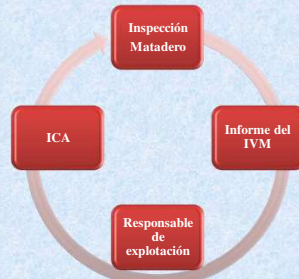 Inspección
Matadero
Informe del
IVM
Responsable
de
explotación
ICA